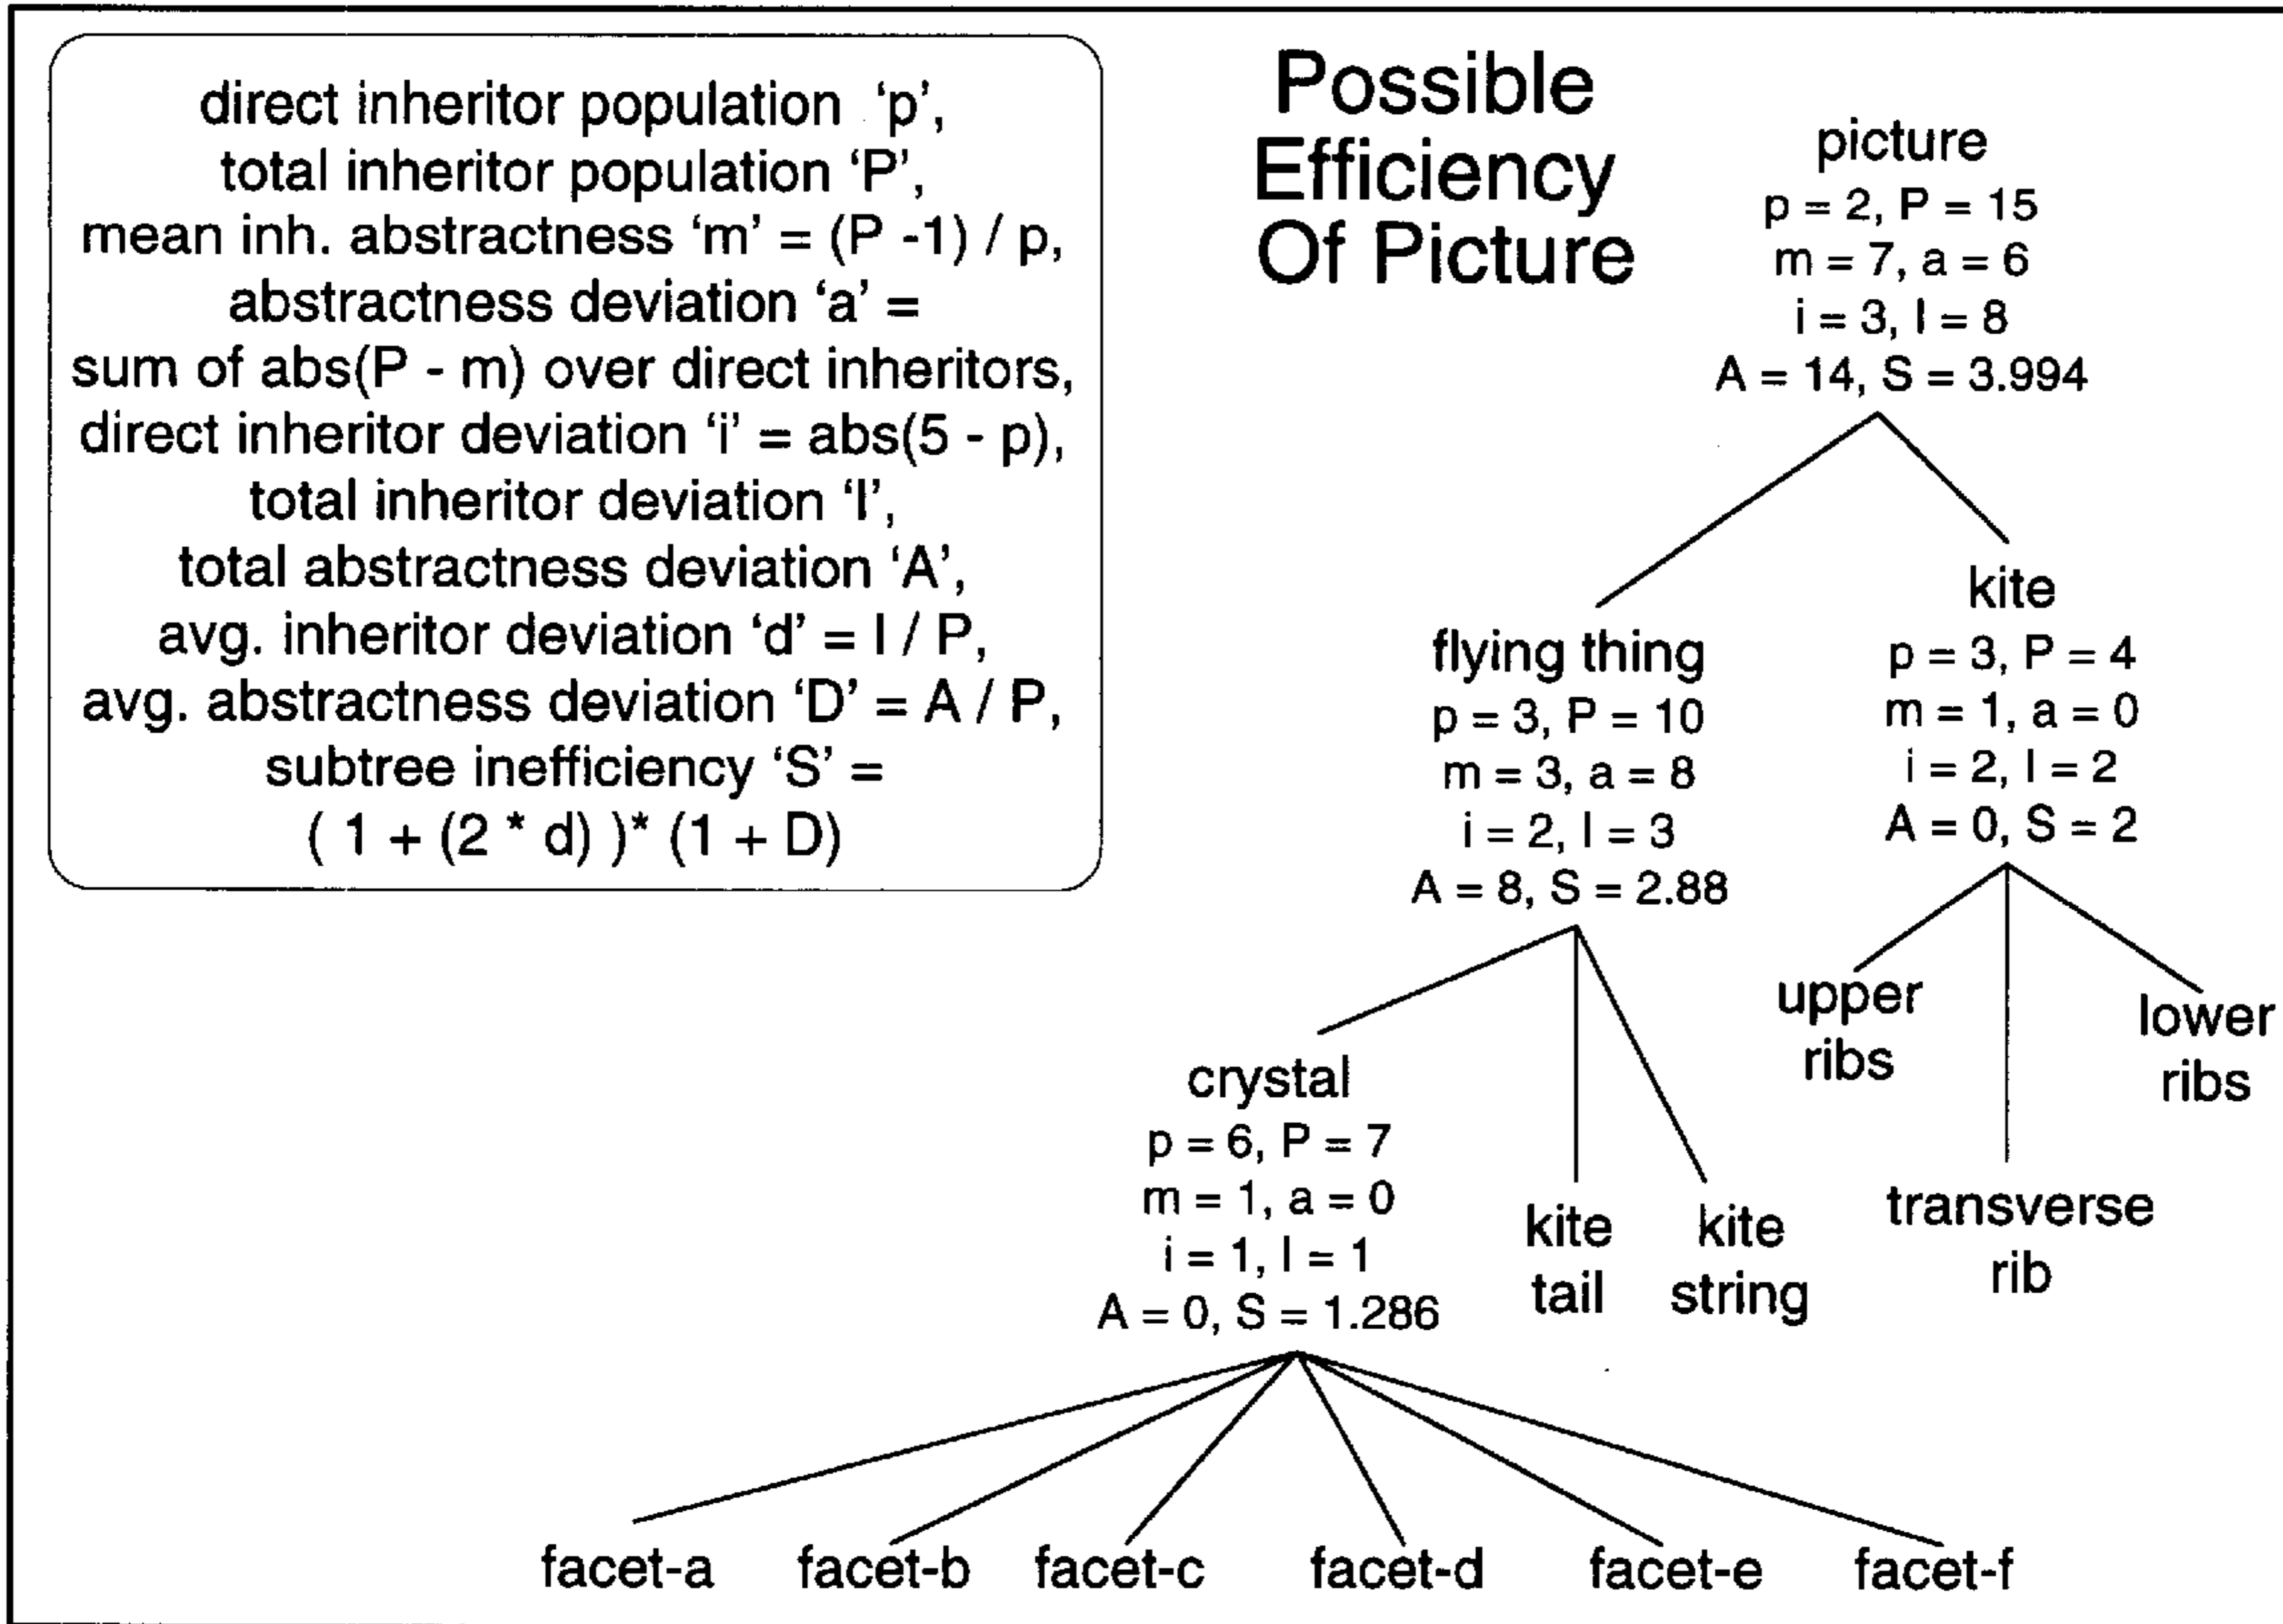 direct inheritor population ‘p’,
total inheritor population ‘P’,
mean inh. abstractness ‘m’ = (P -1) / p,
abstractness deviation ‘a’ =
sum of abs(P - m) over direct inheritors,
direct inheritor deviation ‘i’ = abs(5 - p),
total inheritor deviation ‘I’,
total abstractness deviation ‘A’,
avg. inheritor deviation ‘d’ = I / P,
avg. abstractness deviation ‘D’ = A / P,
subtree inefficiency ‘S’ =
( 1 + (2 * d) )* (1 + D)
Possible
Efficiency
Of Picture
picture
p = 2, P = 15
m = 7, a = 6
i = 3, I = 8
A = 14, S = 3.994
flying thing
p = 3, P = 10
m = 3, a = 8
i = 2, I = 3
A = 8, S = 2.88
kite
p = 3, P = 4
m = 1, a = 0
i = 2, I = 2
A = 0, S = 2
crystal
p = 6, P = 7
m = 1, a = 0
i = 1, I = 1
A = 0, S = 1.286
kite
tail
kite
string
upper
ribs
transverse
rib
lower
ribs
facet-a
facet-b
facet-c
facet-d
facet-e
facet-f